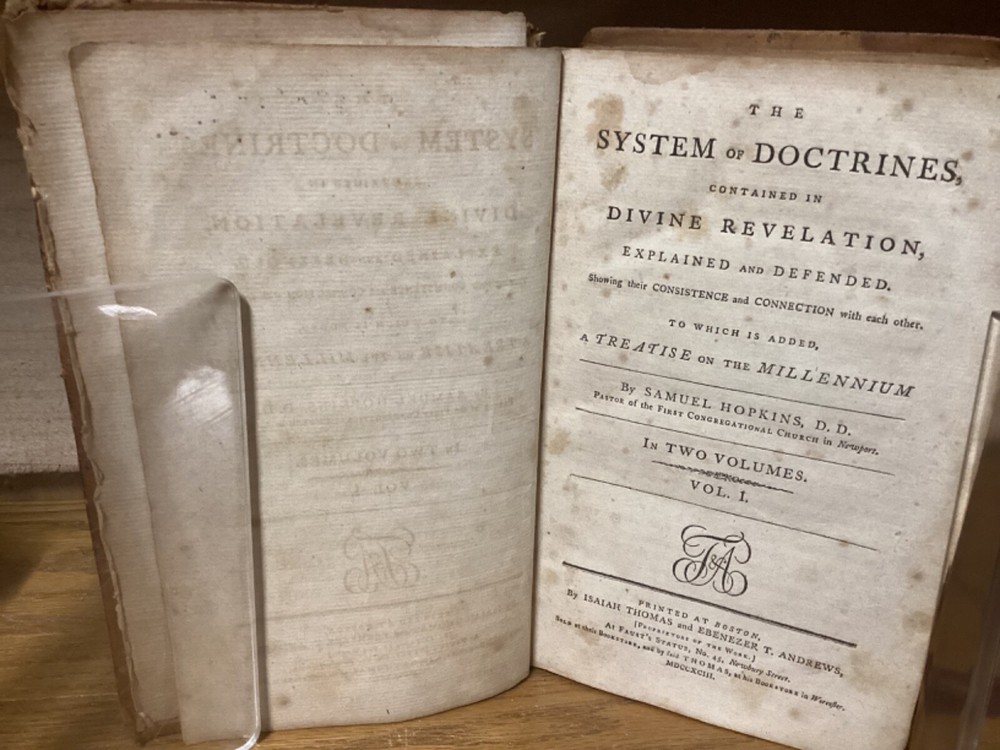 THE
SYSTEM OF DOCTRINES,
CONTAINED IN
DIVINE REVELATION,
EXPLAINED AND DEFENDED.
Showing their CONSISTENCE and CONNECTION with each other.
TO WHICH IS ADDED,
A TREATISE ON THE MILLENNIUM
By SAMUEL HOPKINS, D. D.
PASTOR of the FIRST CONGREGATIONAL CHURCH in Newport.
IN TWO VOLUMES.
VOL. I.
T&A
PRINTED AT BOSTON,
By ISAIAH THOMAS and EBENEZER T. ANDREWS,
[PROPRIETORS OF THE WORK.]
AT FAUST'S STATUE, No. 45, Newbury Street.
SOLD at their BOOKSTORE, and by said THOMAS, at his BOOKSTORE in Worcester.
MDCCXCIII.